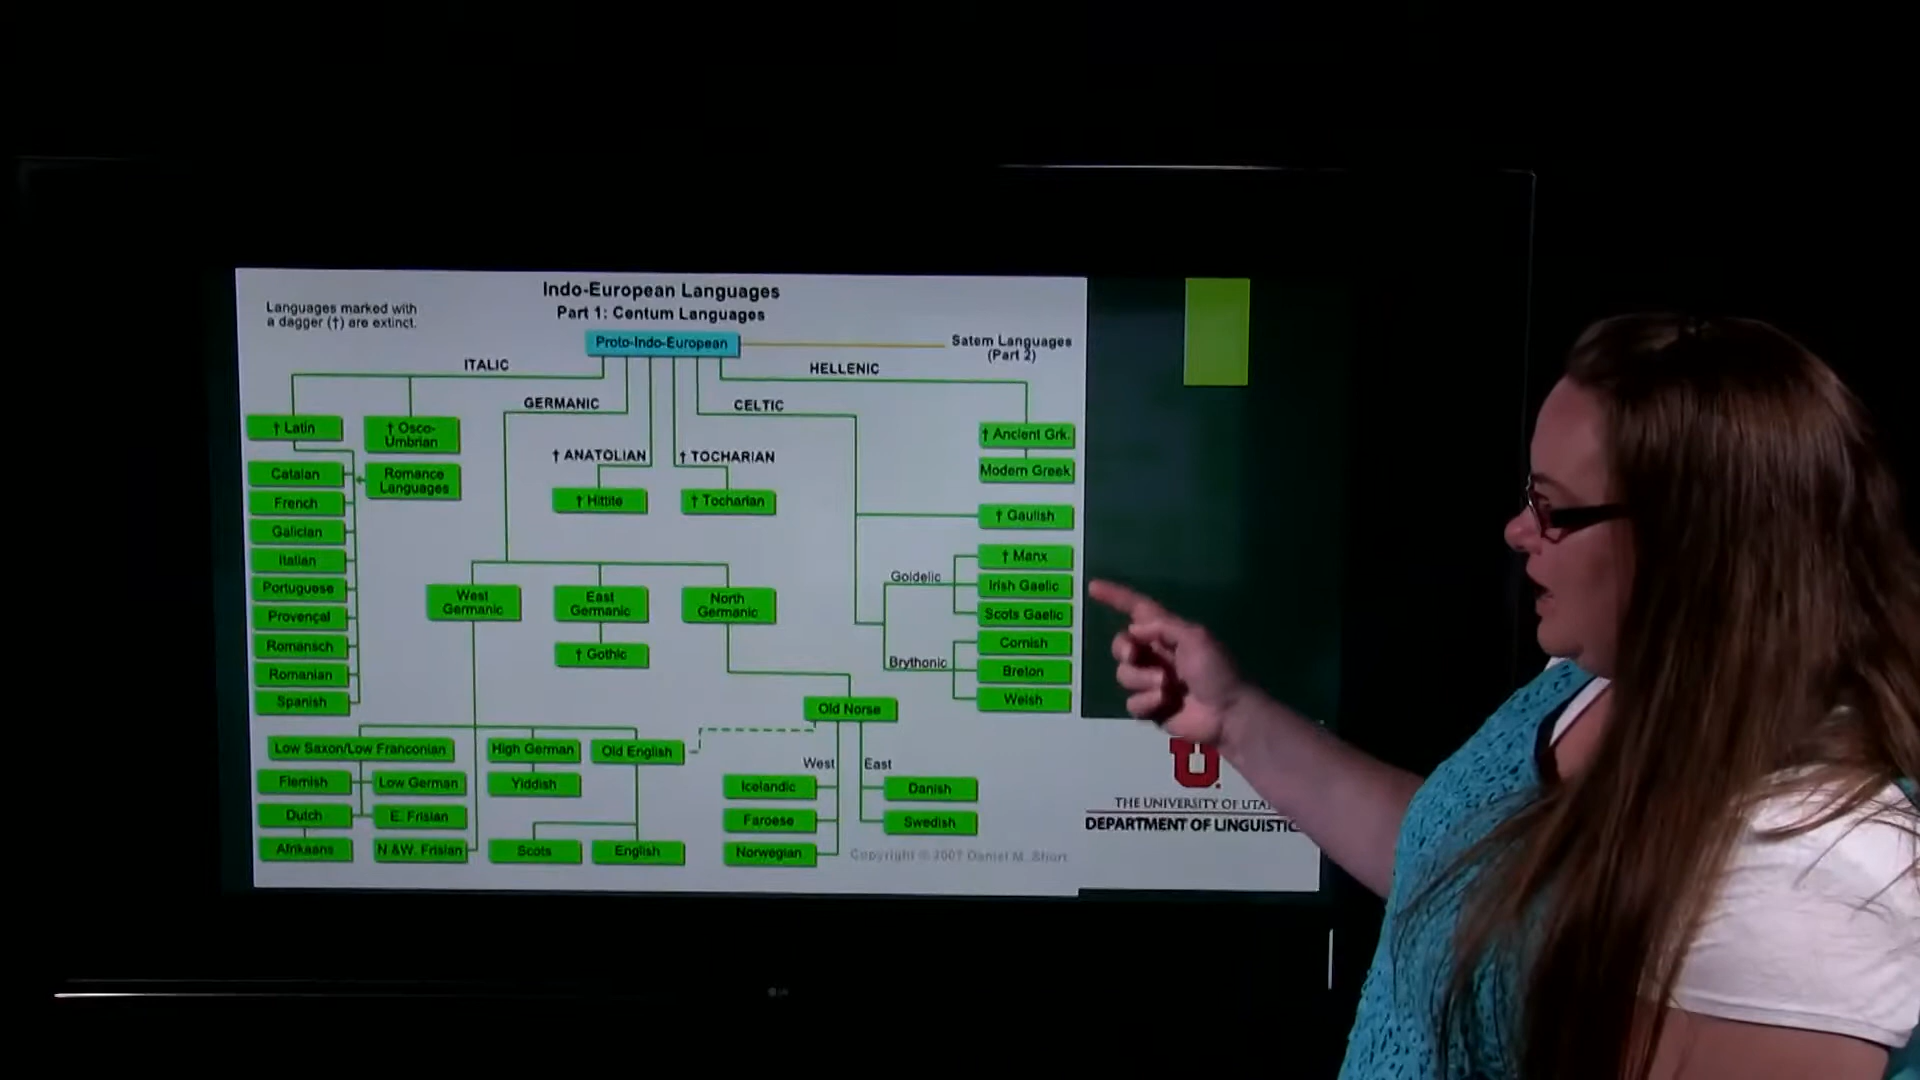 Indo-European Languages
Part 1: Centum Languages
Languages marked with
a dagger (†) are extinct.
Proto-Indo-European
Satem Languages
(Part 2)
ITALIC
HELLENIC
GERMANIC
CELTIC
† Latin
† Osco-
Umbrian
† Ancient Grk.
† ANATOLIAN
† TOCHARIAN
Modern Greek
Catalan
Romance
Languages
French
† Hittite
† Tocharian
† Gaulish
Galician
Italian
† Manx
Goidelic
Irish Gaelic
Portuguese
West
Germanic
East
Germanic
North
Germanic
Scots Gaelic
Provençal
Cornish
Romansch
† Gothic
Brythonic
Breton
Romanian
Welsh
Spanish
Old Norse
Low Saxon/Low Franconian
High German
Old English
West
East
Flemish
Low German
Yiddish
Icelandic
Danish
Dutch
E. Frisian
Faroese
Swedish
Afrikaans
N.&W. Frisian
Scots
English
Norwegian
Copyright © 2007 Daniel M. Short
U
THE UNIVERSITY OF UTA
DEPARTMENT OF LINGUISTIC
LG